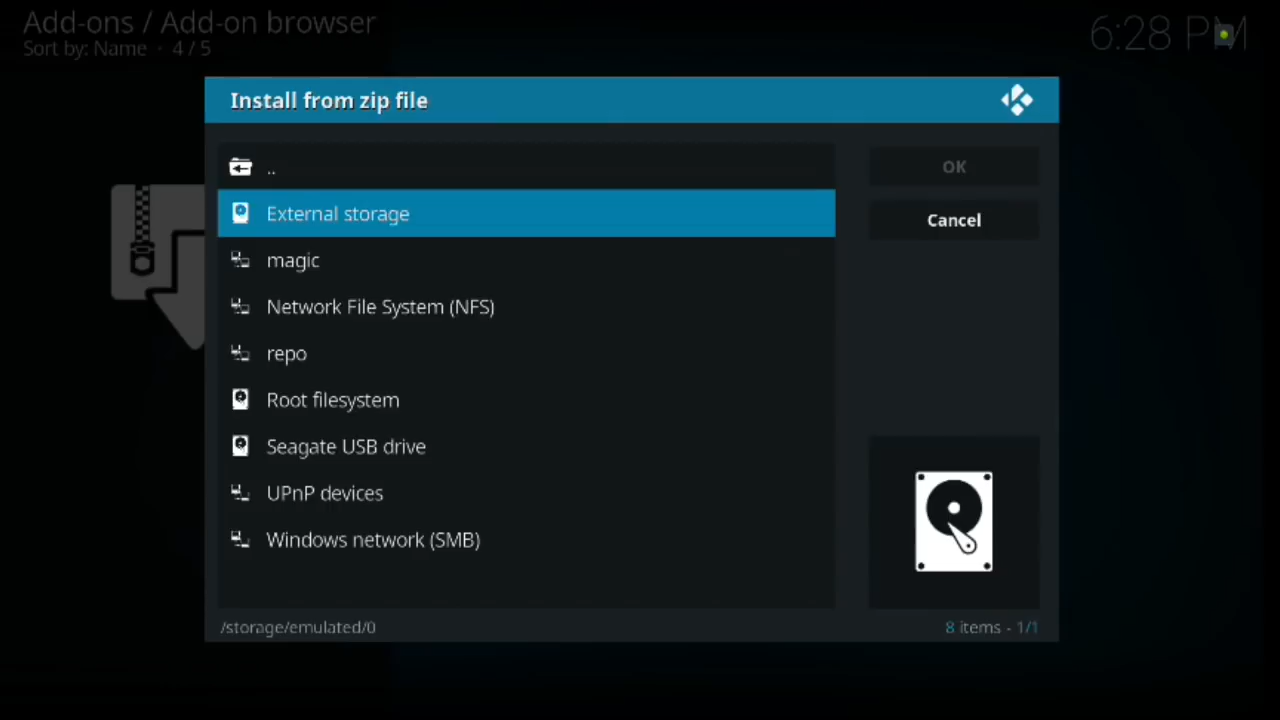 Add-ons / Add-on browser
Sort by: Name · 4 / 5
6:28 PM
Install from zip file
..
External storage
magic
Network File System (NFS)
repo
Root filesystem
Seagate USB drive
UPnP devices
Windows network (SMB)
OK
Cancel
/storage/emulated/0
8 items - 1/1